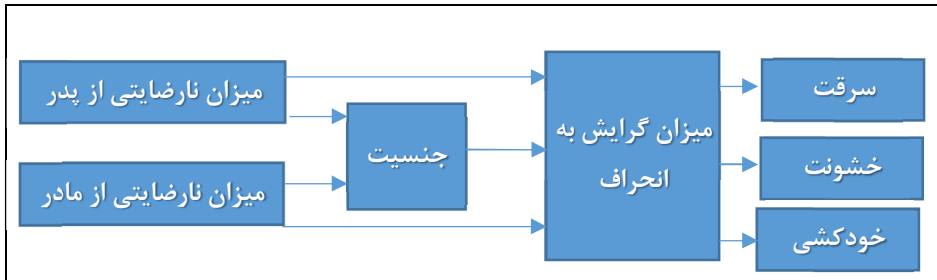 میزان نارضایتی از پدر
میزان نارضایتی از مادر
جنسیت
میزان گرایش به
انحراف
سرقت
خشونت
خودکشی